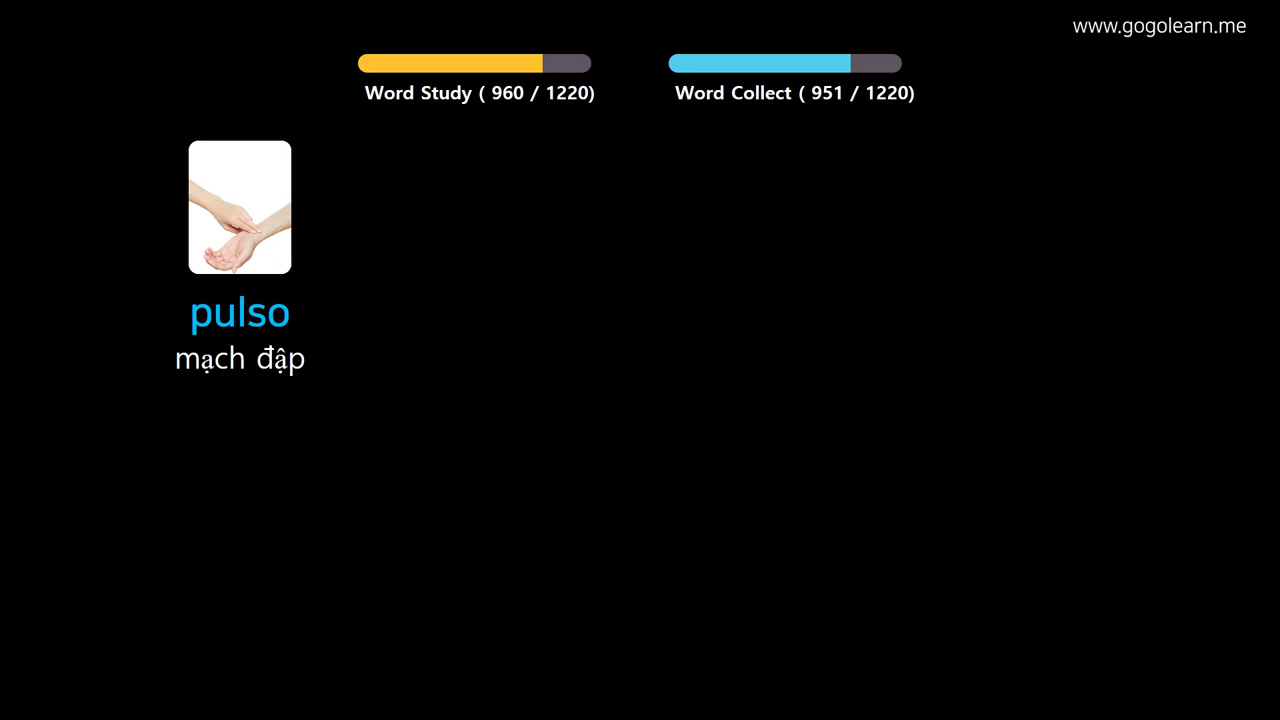 www.gogolearn.me
Word Study ( 960 / 1220)
Word Collect ( 951 / 1220)
pulso
mạch đập